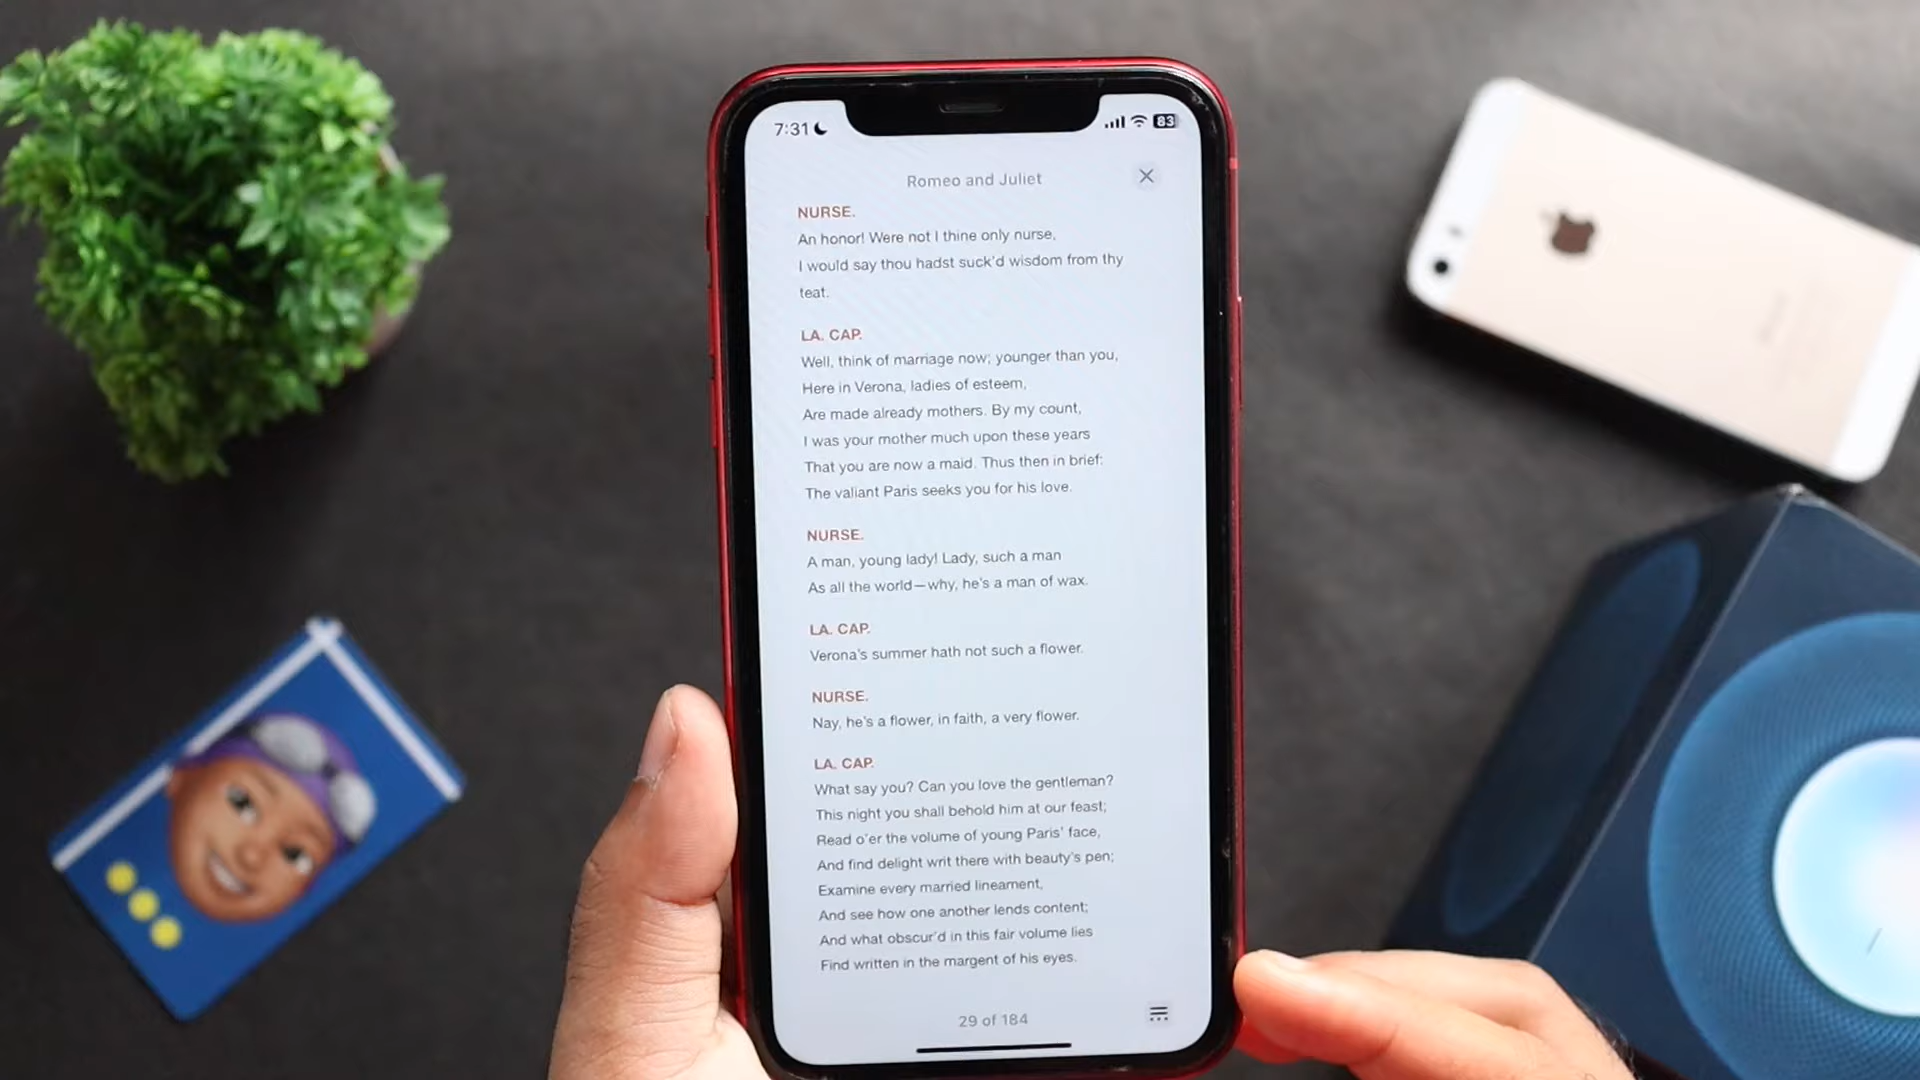 7:31
83
Romeo and Juliet
NURSE.
An honor! Were not I thine only nurse,
I would say thou hadst suck'd wisdom from thy
teat.
LA. CAP.
Well, think of marriage now; younger than you,
Here in Verona, ladies of esteem,
Are made already mothers. By my count,
I was your mother much upon these years
That you are now a maid. Thus then in brief:
The valiant Paris seeks you for his love.
NURSE.
A man, young lady! Lady, such a man
As all the world—why, he's a man of wax.
LA. CAP.
Verona's summer hath not such a flower.
NURSE.
Nay, he's a flower, in faith, a very flower.
LA. CAP.
What say you? Can you love the gentleman?
This night you shall behold him at our feast;
Read o'er the volume of young Paris' face,
And find delight writ there with beauty's pen;
Examine every married lineament,
And see how one another lends content;
And what obscur'd in this fair volume lies
Find written in the margent of his eyes.
29 of 184